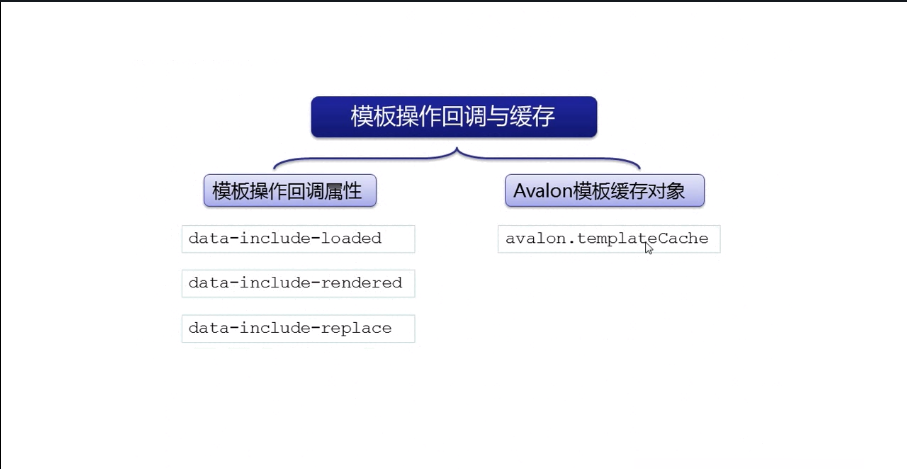 模板操作回调与缓存
模板操作回调属性
data-include-loaded
data-include-rendered
data-include-replace
Avalon模板缓存对象
avalon.templateCache